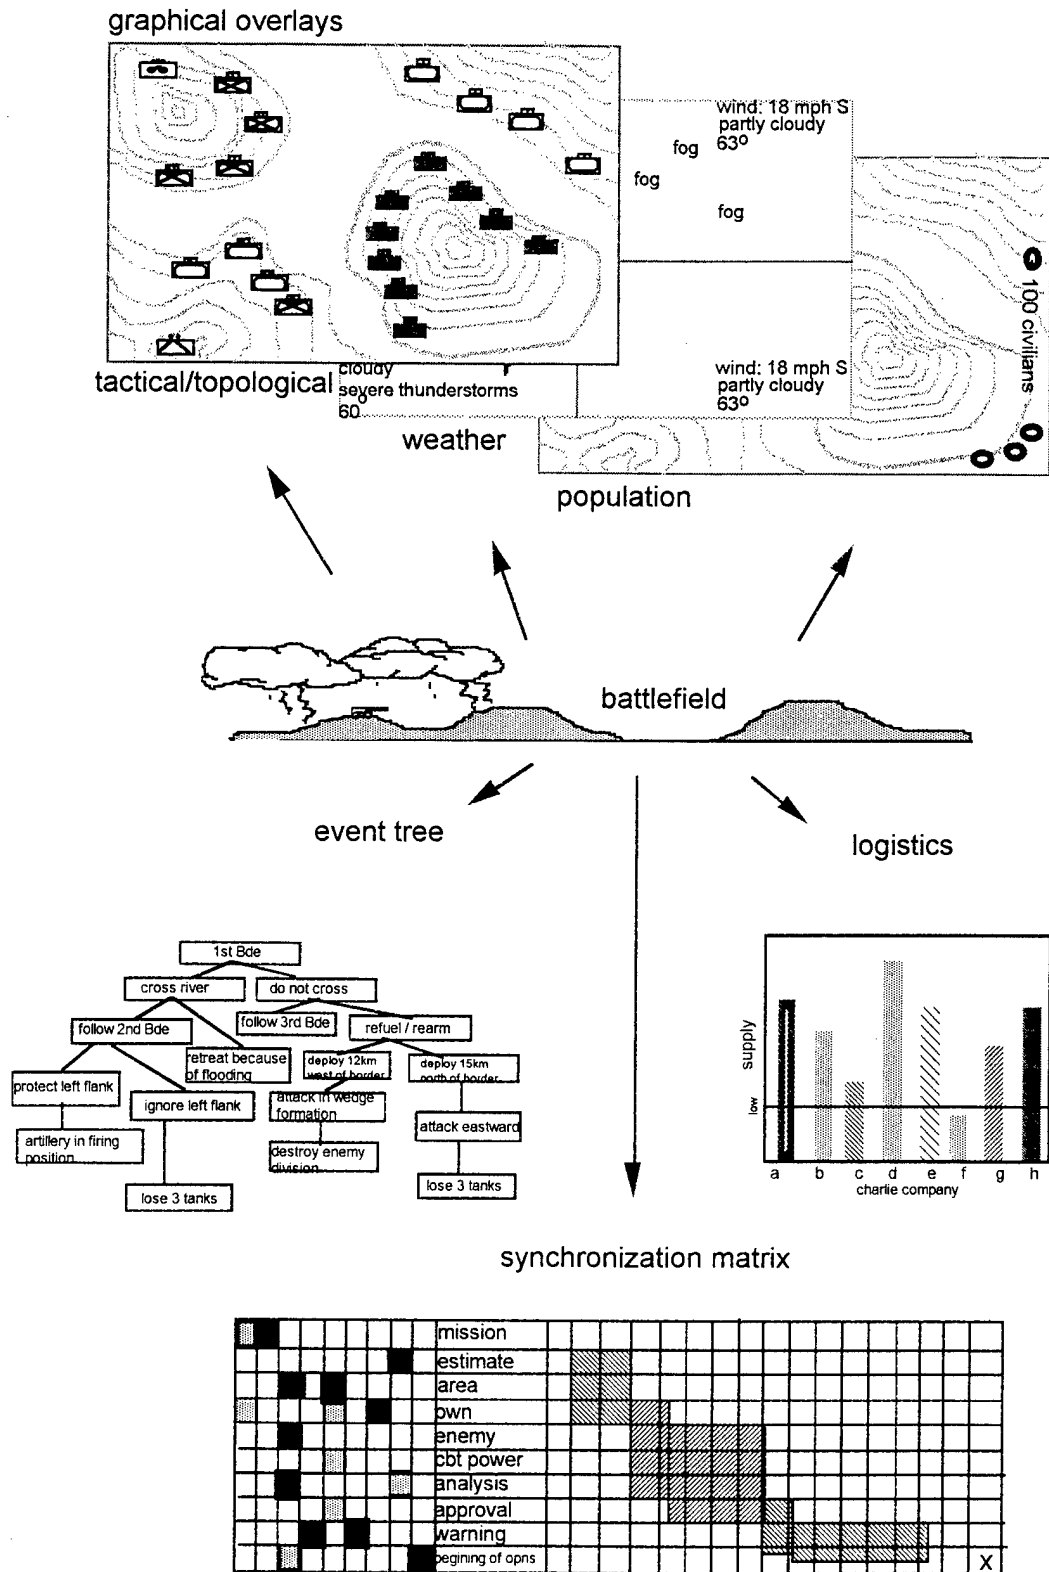 graphical overlays
wind: 18 mph S
partly cloudy
63º
fog
fog
fog
100 civilians
wind: 18 mph S
partly cloudy
63º
tactical/topological
cloudy
severe thunderstorms
60º
weather
population
battlefield
event tree
logistics
1st Bde
cross river
do not cross
follow 2nd Bde
follow 3rd Bde
refuel / rearm
retreat because
of flooding
deploy 12km
west of border
deploy 15km
north of border
protect left flank
ignore left flank
attack in wedge
formation
attack eastward
artillery in firing
position
destroy enemy
division
lose 3 tanks
lose 3 tanks
supply
low
a b c d e f g h
charlie company
synchronization matrix
mission
estimate
area
own
enemy
cbt power
analysis
approval
warning
begining of opns
X